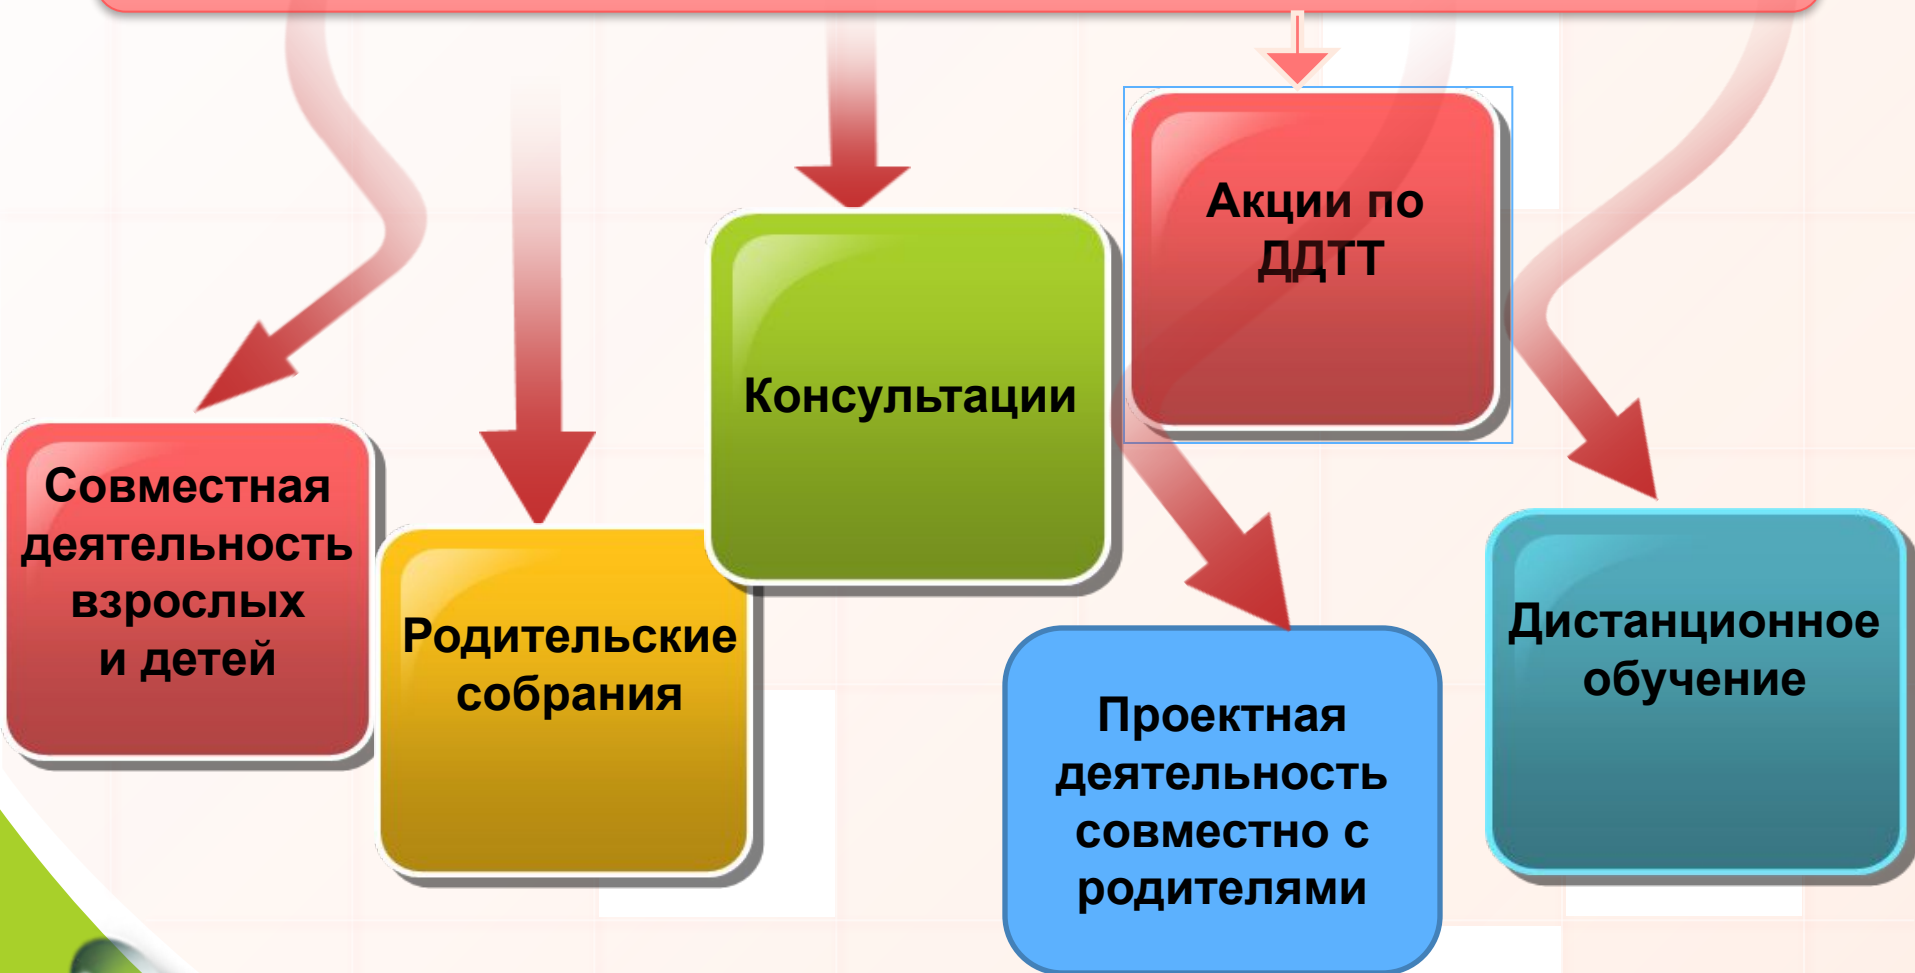 Акции по
ДДТТ
Консультации
Совместная
деятельность
взрослых
и детей
Родительские
собрания
Проектная
деятельность
совместно с
родителями
Дистанционное
обучение